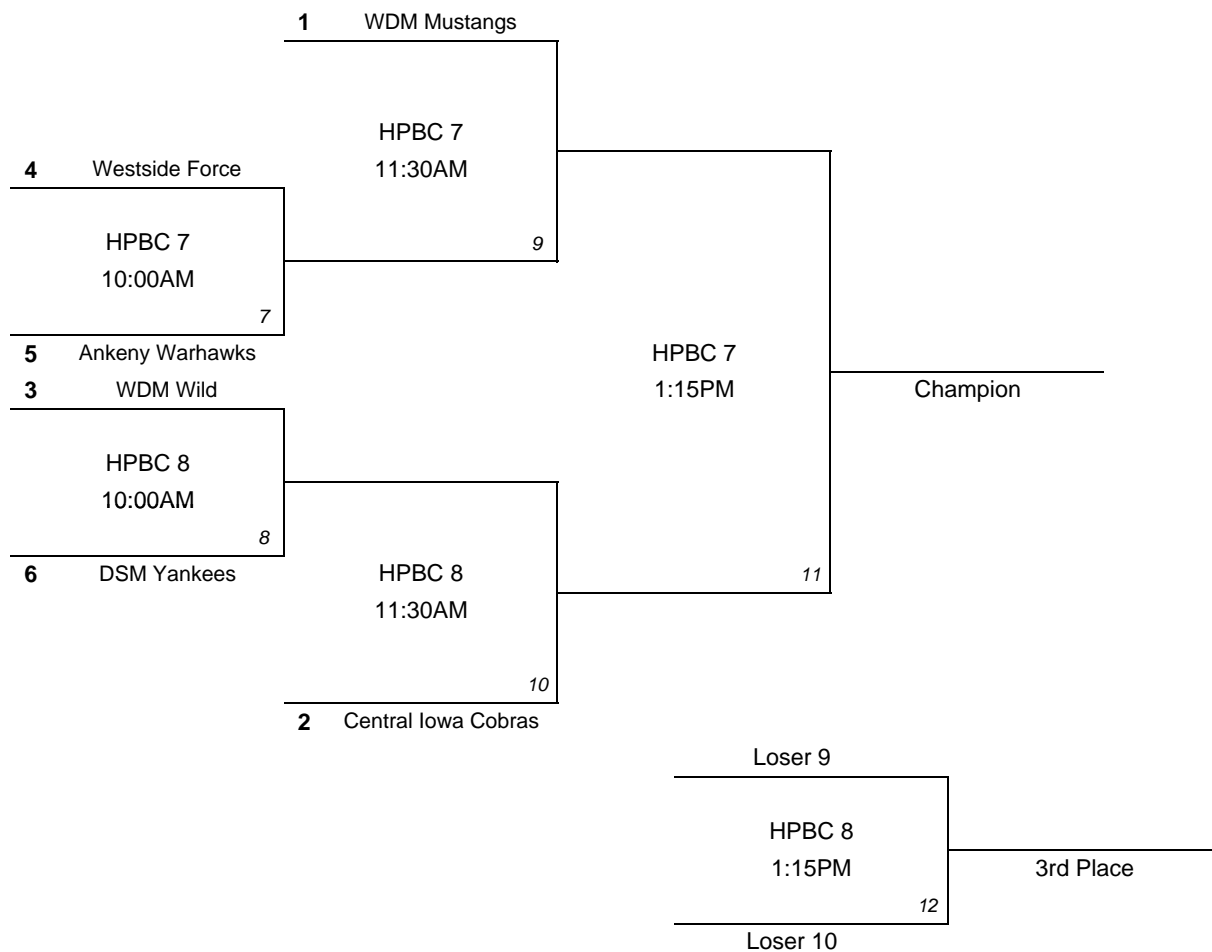 1 WDM Mustangs
HPBC 7
11:30AM
9
4 Westside Force
HPBC 7
10:00AM
7
5 Ankeny Warhawks
3 WDM Wild
HPBC 8
10:00AM
8
6 DSM Yankees
HPBC 8
11:30AM
10
2 Central Iowa Cobras
HPBC 7
1:15PM
11
Champion
Loser 9
HPBC 8
1:15PM
12
Loser 10
3rd Place